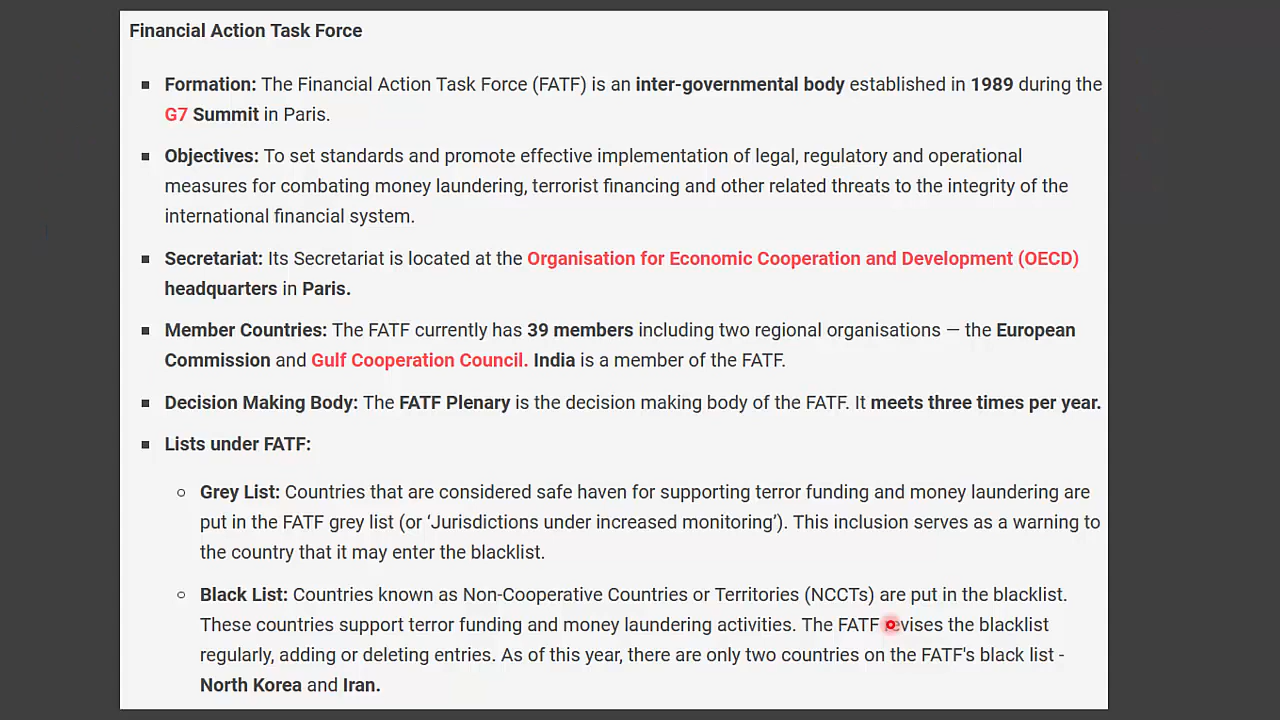 Financial Action Task Force
Formation: The Financial Action Task Force (FATF) is an inter-governmental body established in 1989 during the
G7 Summit in Paris.
Objectives: To set standards and promote effective implementation of legal, regulatory and operational
measures for combating money laundering, terrorist financing and other related threats to the integrity of the
international financial system.
Secretariat: Its Secretariat is located at the Organisation for Economic Cooperation and Development (OECD)
headquarters in Paris.
Member Countries: The FATF currently has 39 members including two regional organisations — the European
Commission and Gulf Cooperation Council. India is a member of the FATF.
Decision Making Body: The FATF Plenary is the decision making body of the FATF. It meets three times per year.
Lists under FATF:
Grey List: Countries that are considered safe haven for supporting terror funding and money laundering are
put in the FATF grey list (or ‘Jurisdictions under increased monitoring’). This inclusion serves as a warning to
the country that it may enter the blacklist.
Black List: Countries known as Non-Cooperative Countries or Territories (NCCTs) are put in the blacklist.
These countries support terror funding and money laundering activities. The FATF revises the blacklist
regularly, adding or deleting entries. As of this year, there are only two countries on the FATF's black list -
North Korea and Iran.